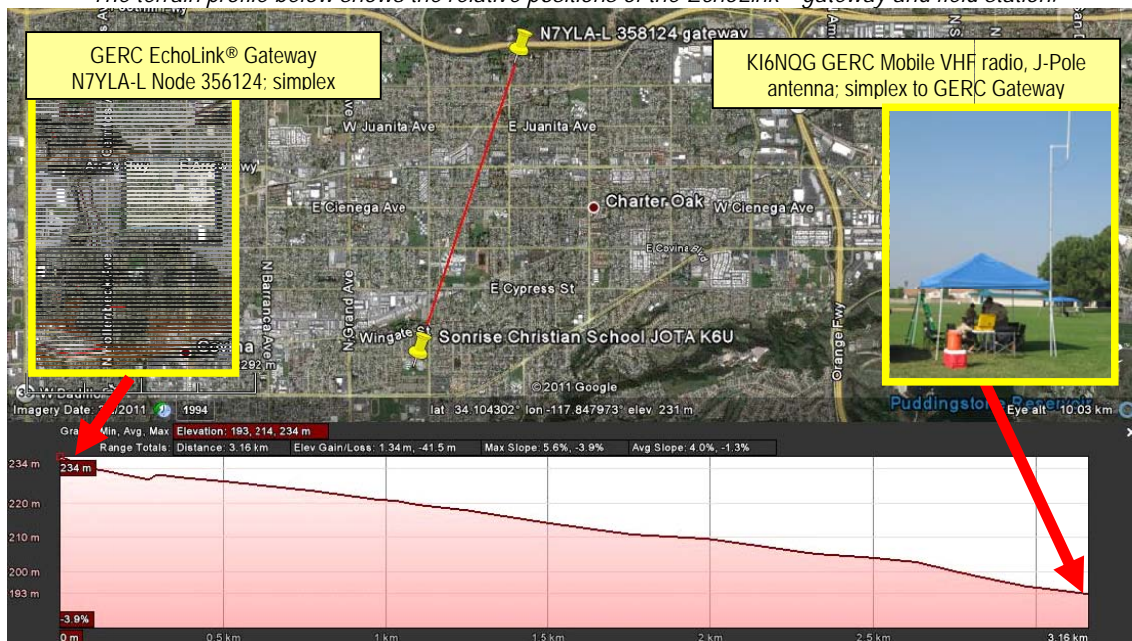 The terrain profile below shows the relative positions of the EchoLink® gateway and field station.
GERC EchoLink® Gateway
N7YLA-L Node 356124; simplex
N7YLA-L 358124 gateway
KI6NQG GERC Mobile VHF radio, J-Pole
antenna; simplex to GERC Gateway
W Juanita Ave
E Juanita Ave
E Cienega Ave
Charter Oak
W Cienega Ave
E Covina Blvd
N Barranca Ave
N Grand Ave
E Cypress St
Wingate St
Sonrise Christian School JOTA K6U
Orange Fwy
292 m
©2011 Google
Puddingstone Reservoir
Imagery Date:
2011
1994
lat 34.104302° lon -117.847973° elev 231 m
Eye alt 10.03 km
Min, Avg, Max Elevation: 193, 214, 234 m
Range Totals: Distance: 3.16 km Elev Gain/Loss: 1.34 m, -41.5 m Max Slope: 5.6%, -3.9% Avg Slope: 4.0%, -1.3%
234 m
234 m
220 m
210 m
200 m
193 m
-3.9%
0 m
0.5 km
1 km
1.5 km
2 km
2.5 km
3.16 km